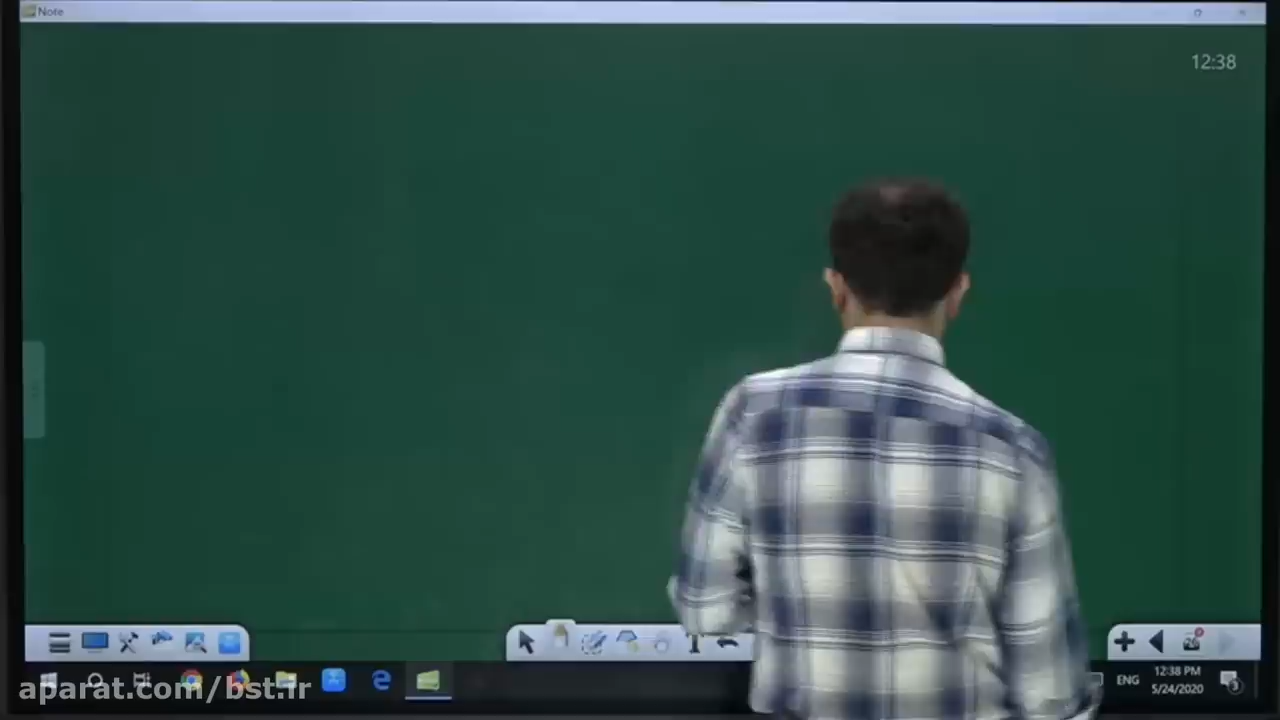 Note
12:38
ENG
12:38 PM
5/24/2020
aparat.com/bst.ir